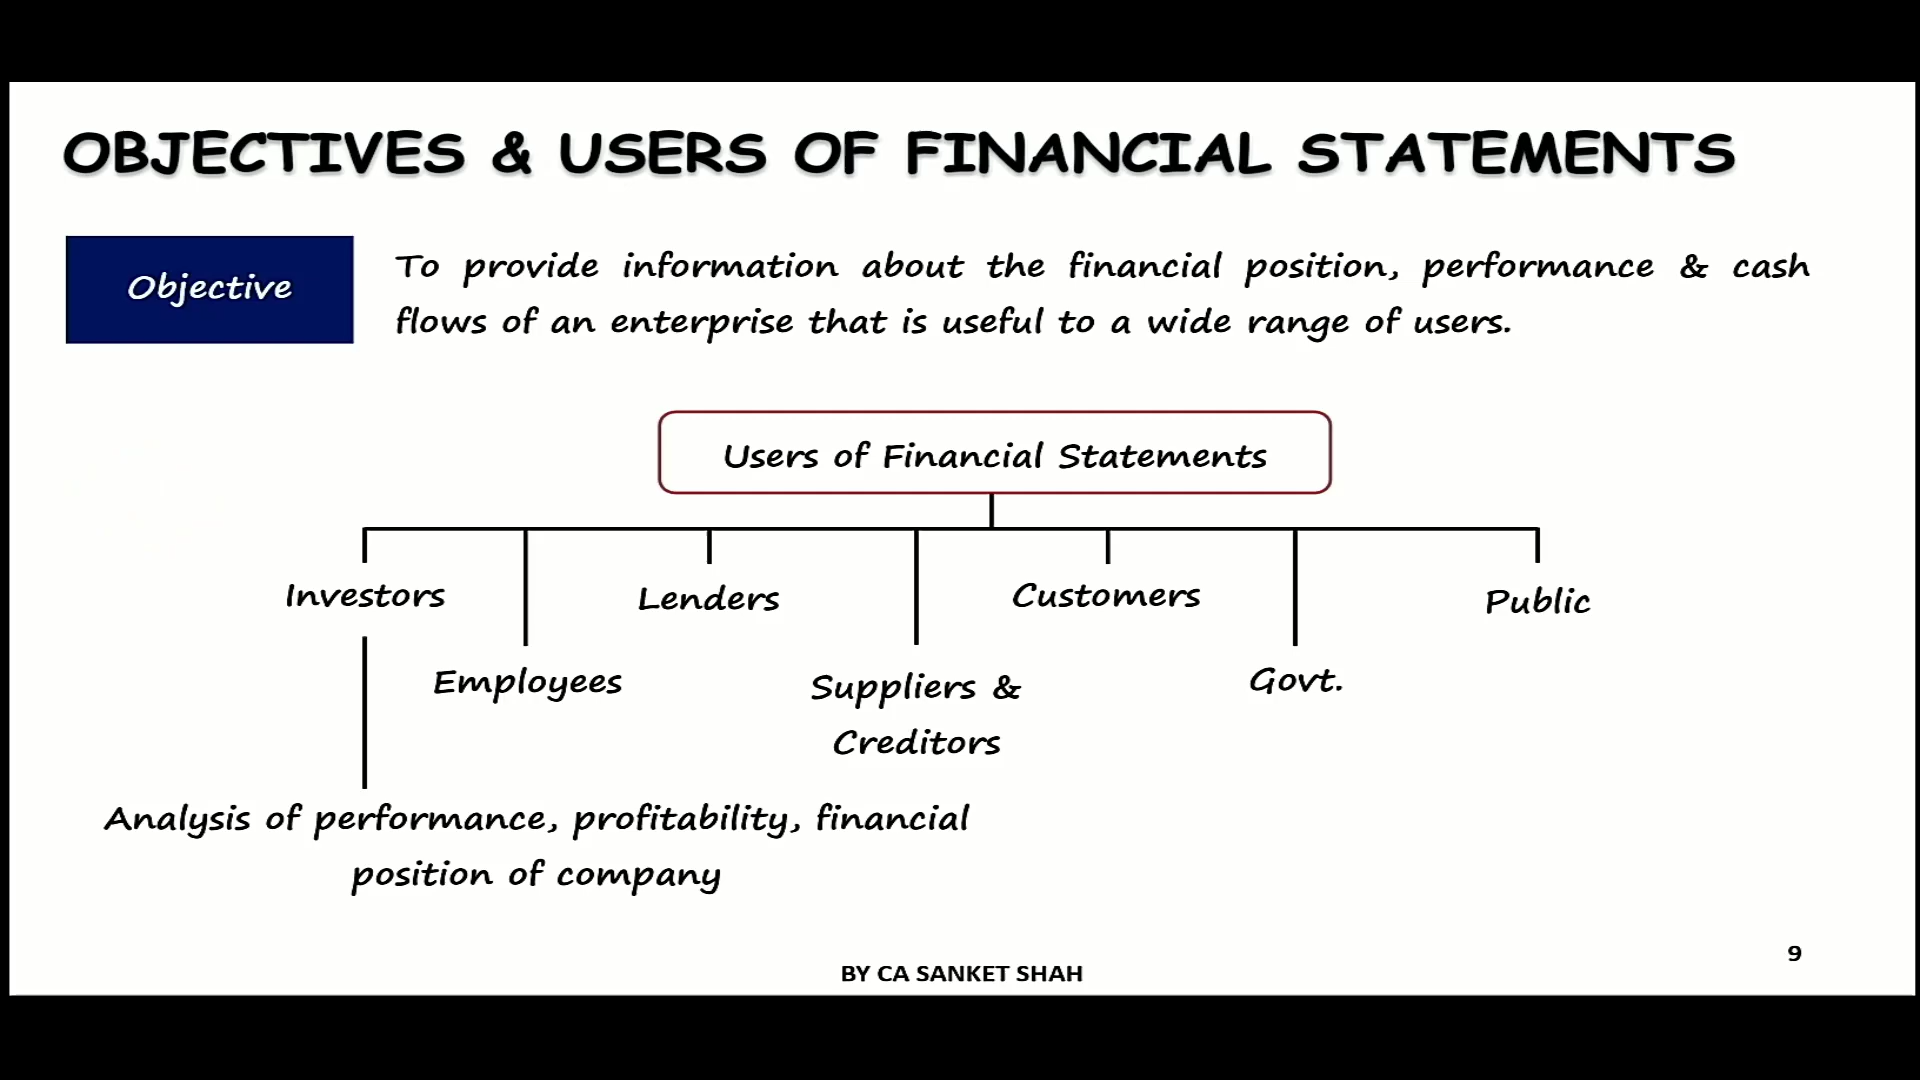 OBJECTIVES & USERS OF FINANCIAL STATEMENTS
Objective
To provide information about the financial position, performance & cash
flows of an enterprise that is useful to a wide range of users.
Users of Financial Statements
Investors
Lenders
Customers
Public
Employees
Suppliers &
Creditors
Govt.
Analysis of performance, profitability, financial
position of company
9
BY CA SANKET SHAH